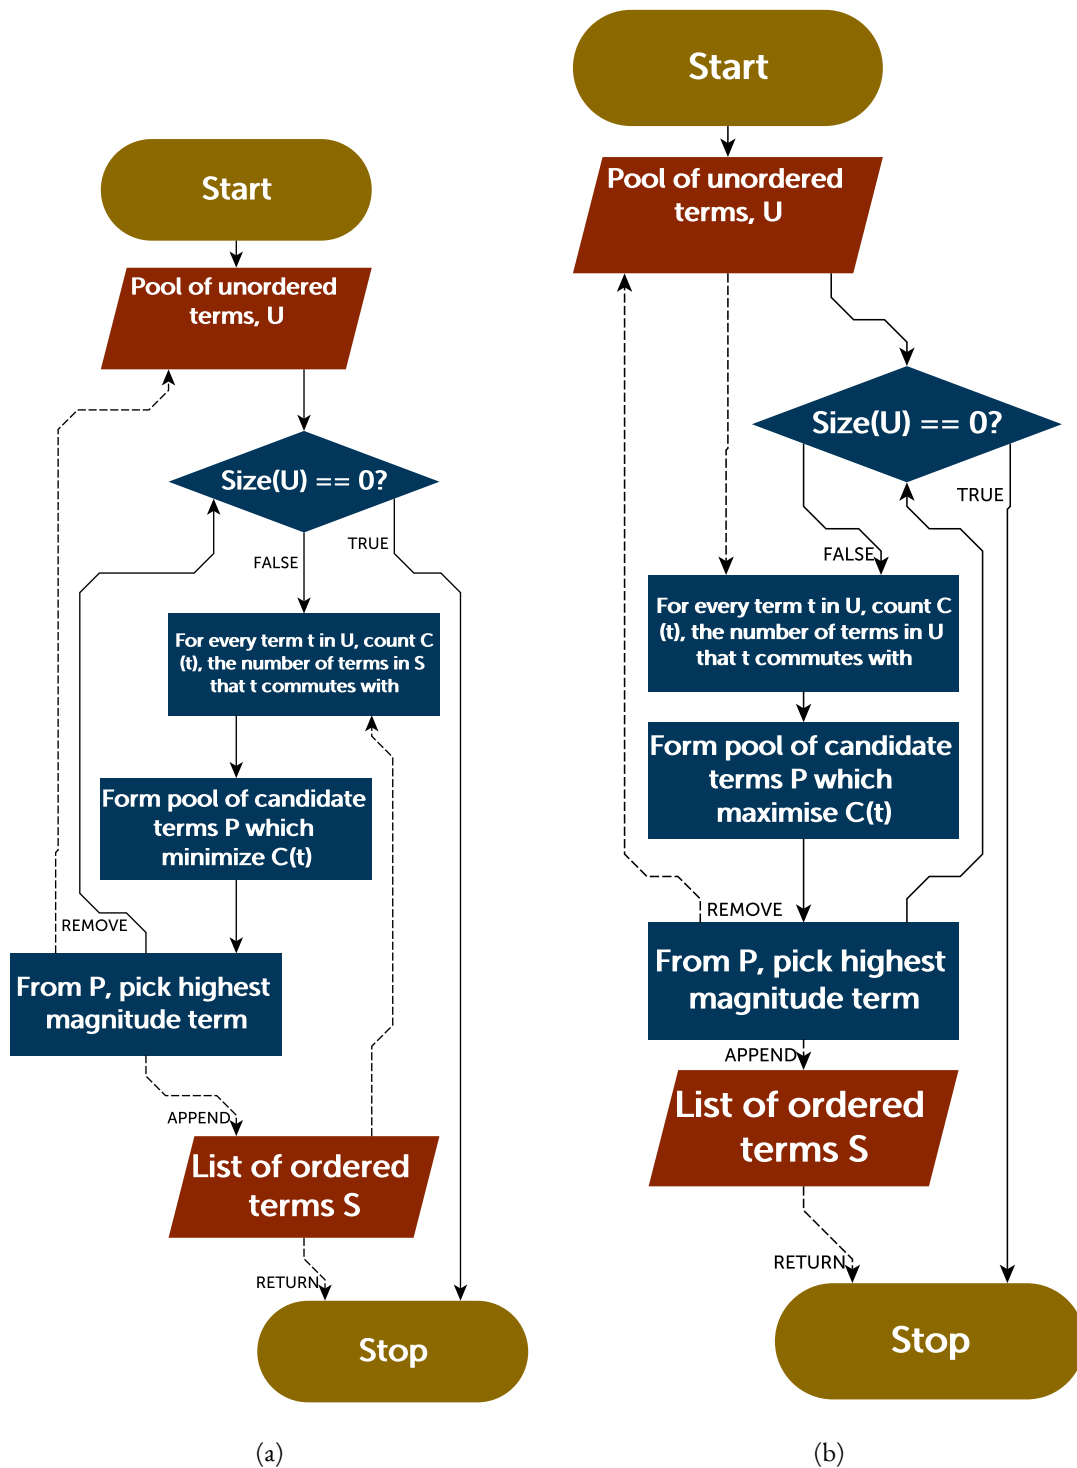 Start
Pool of unordered
terms, U
Size(U) == 0?
FALSE
TRUE
For every term t in U, count C
(t), the number of terms in S
that t commutes with
Form pool of candidate
terms P which
minimize C(t)
REMOVE
From P, pick highest
magnitude term
APPEND
List of ordered
terms S
RETURN
Stop
(a)
Start
Pool of unordered
terms, U
Size(U) == 0?
TRUE
FALSE
For every term t in U, count C
(t), the number of terms in U
that t commutes with
Form pool of candidate
terms P which
maximise C(t)
REMOVE
From P, pick highest
magnitude term
APPEND
List of ordered
terms S
RETURN
Stop
(b)